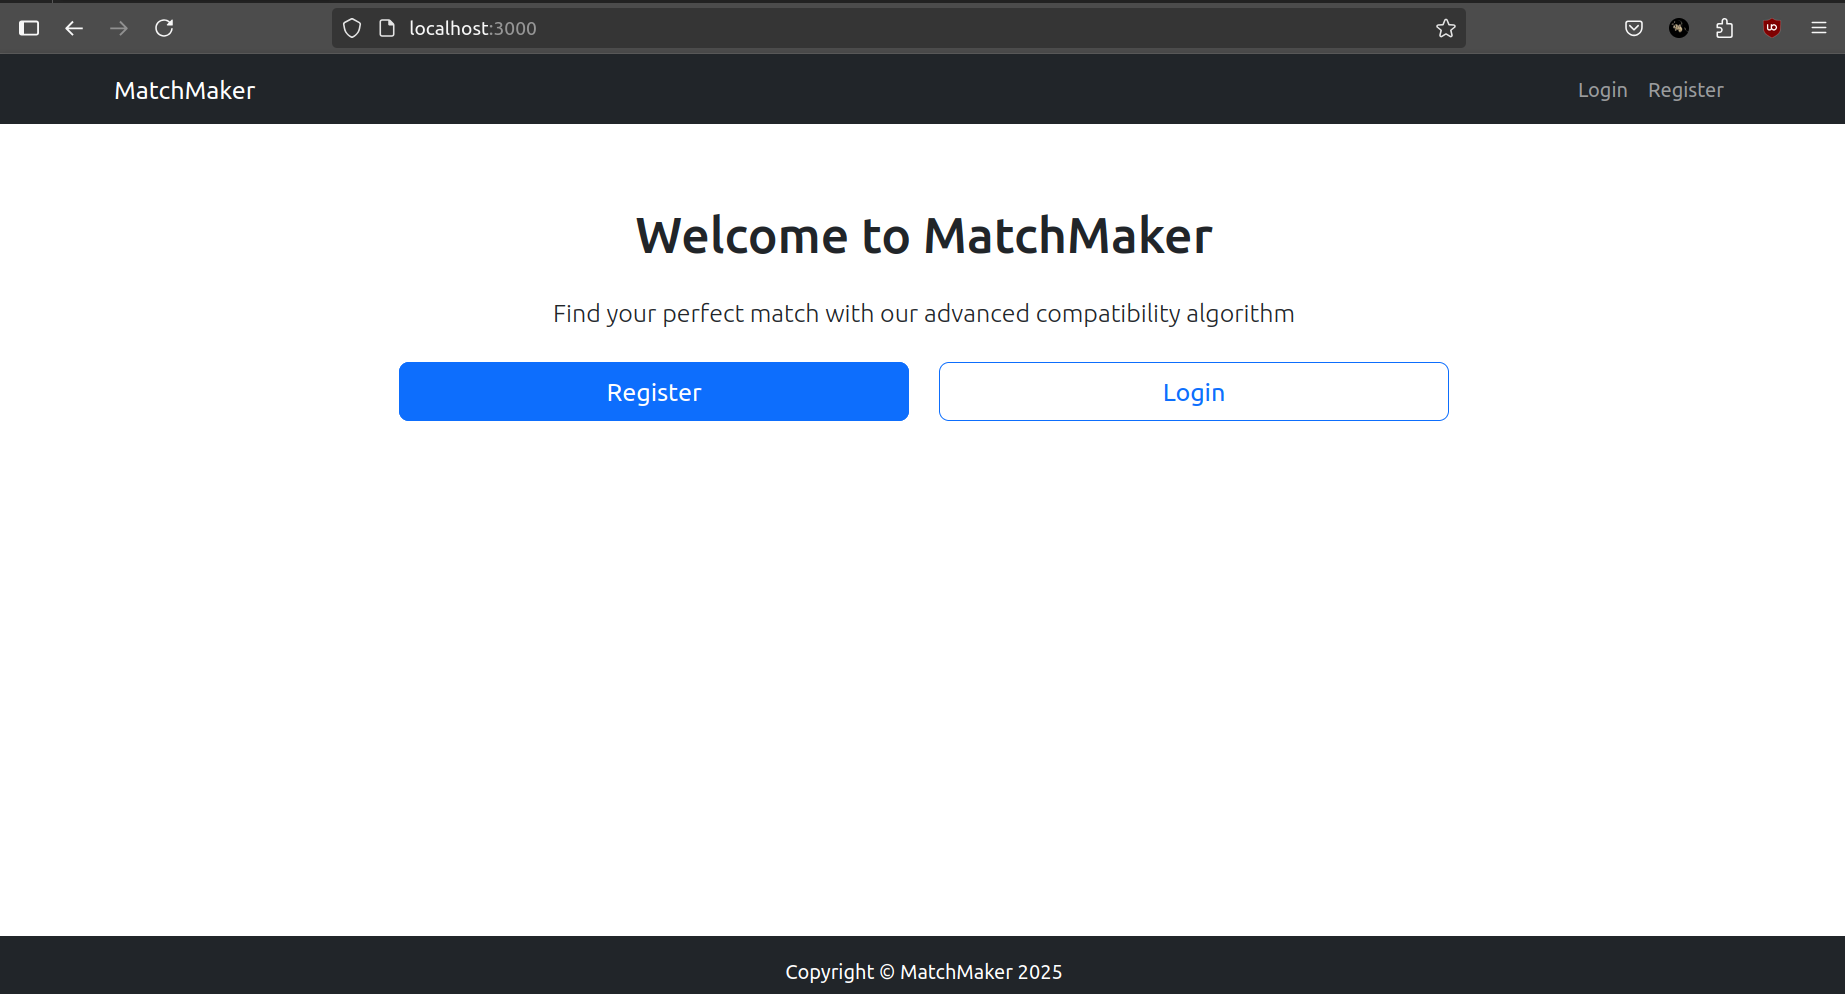 localhost:3000
MatchMaker
Login Register
Welcome to MatchMaker
Find your perfect match with our advanced compatibility algorithm
Register
Login
Copyright © MatchMaker 2025